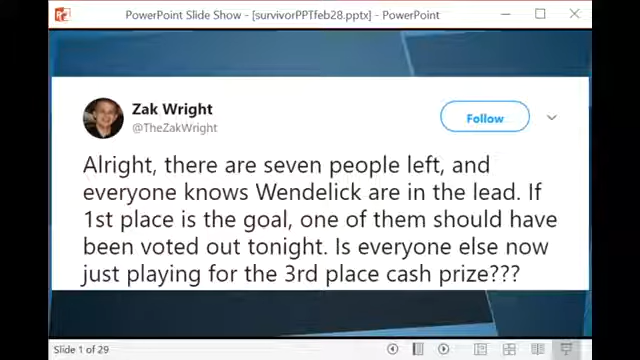 PowerPoint Slide Show - [survivorPPTfeb28.pptx] - PowerPoint
Zak Wright
@TheZakWright
Follow
Alright, there are seven people left, and
everyone knows Wendelick are in the lead. If
1st place is the goal, one of them should have
been voted out tonight. Is everyone else now
just playing for the 3rd place cash prize???
Slide 1 of 29